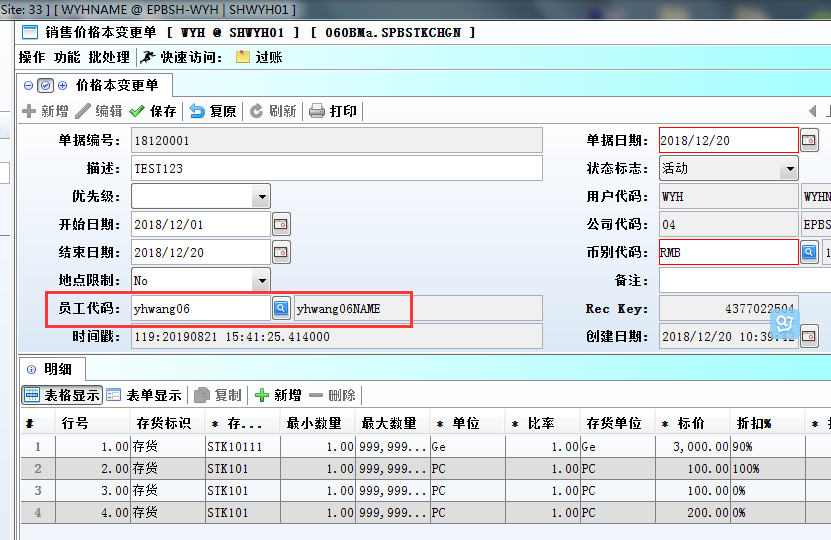 Site: 33 ] [ WYHNAME @ EPBSH-WYH | SHWYH01 ]
销售价格本变更单 [ WYH @ SHWYH01 ] [ 060BMa.SPBSTKCHGN ]
操作 功能 批处理 快速访问: 过账
价格本变更单
新增 编辑 保存 复原 刷新 打印
单据编号: 18120001 单据日期: 2018/12/20
描述: TEST123 状态标志: 活动
优先级: 用户代码: WYH WYHN
开始日期: 2018/12/01 公司代码: 04 EPBS
结束日期: 2018/12/20 币别代码: RMB 1
地点限制: No 备注:
员工代码: yhwang06 yhwang06NAME Rec Key: 4377022504
时间戳: 119:20190821 15:41:25.414000 创建日期: 2018/12/20 10:39:42
明细
表格显示 表单显示 复制 新增 删除
# 行号 存货标识 * 存... 最小数量 最大数量 * 单位 * 比率 存货单位 * 标价 折扣% *
1 1.00 存货 STK10111 1.00 999,999... Ge 1.00 Ge 3,000.00 90%
2 2.00 存货 STK101 1.00 999,999... PC 1.00 PC 100.00 100%
3 3.00 存货 STK101 1.00 999,999... PC 1.00 PC 100.00 0%
4 4.00 存货 STK101 1.00 999,999... PC 1.00 PC 200.00 0%